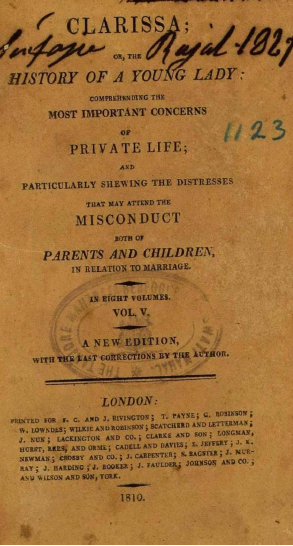 CLARISSA;
Rajah 1827
OR, THE
HISTORY OF A YOUNG LADY:
COMPREHENDING THE
MOST IMPORTANT CONCERNS
OF
1123
PRIVATE LIFE;
AND
PARTICULARLY SHEWING THE DISTRESSES
THAT MAY ATTEND THE
MISCONDUCT
BOTH OF
PARENTS AND CHILDREN,
IN RELATION TO MARRIAGE.
IN EIGHT VOLUMES.
VOL. V.
A NEW EDITION,
WITH THE LAST CORRECTIONS BY THE AUTHOR.
LONDON:
PRINTED FOR F. C. AND J. RIVINGTON; T. PAYNE; G. ROBINSON;
W. LOWNDES; WILKIE AND ROBINSON; SCATCHERD AND LETTERMAN;
J. NUN; LACKINGTON AND CO.; CLARKE AND SON; LONGMAN,
HURST, REES, AND ORME; CADELL AND DAVIES; S. JEFFERY; J. K.
NEWMAN; CROSBY AND CO.; J. CARPENTER; S. BAGSTER; J. MUR-
RAY; J. HARDING; J. BOOKER; J. FAULDER; JOHNSON AND CO.;
AND WILSON AND SON, YORK.
1810.